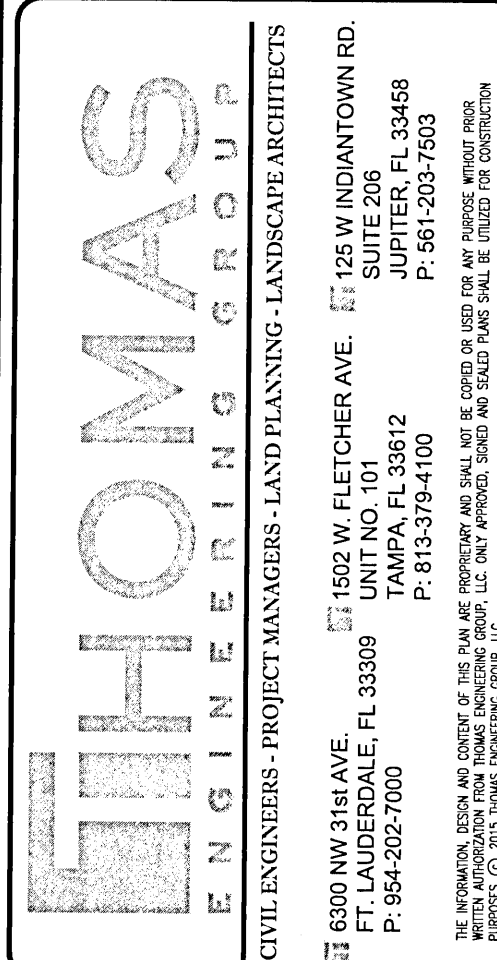 THOMAS
ENGINEERING GROUP
CIVIL ENGINEERS - PROJECT MANAGERS - LAND PLANNING - LANDSCAPE ARCHITECTS
6300 NW 31st AVE.
FT. LAUDERDALE, FL 33309
P: 954-202-7000
1502 W. FLETCHER AVE.
UNIT NO. 101
TAMPA, FL 33612
P: 813-379-4100
125 W INDIANTOWN RD.
SUITE 206
JUPITER, FL 33458
P: 561-203-7503
THE INFORMATION, DESIGN AND CONTENT OF THIS PLAN ARE PROPRIETARY AND SHALL NOT BE COPIED OR USED FOR ANY PURPOSE WITHOUT PRIOR
WRITTEN AUTHORIZATION FROM THOMAS ENGINEERING GROUP, LLC. ONLY APPROVED, SIGNED AND SEALED PLANS SHALL BE UTILIZED FOR CONSTRUCTION
PURPOSES © 2015 THOMAS ENGINEERING GROUP, LLC.